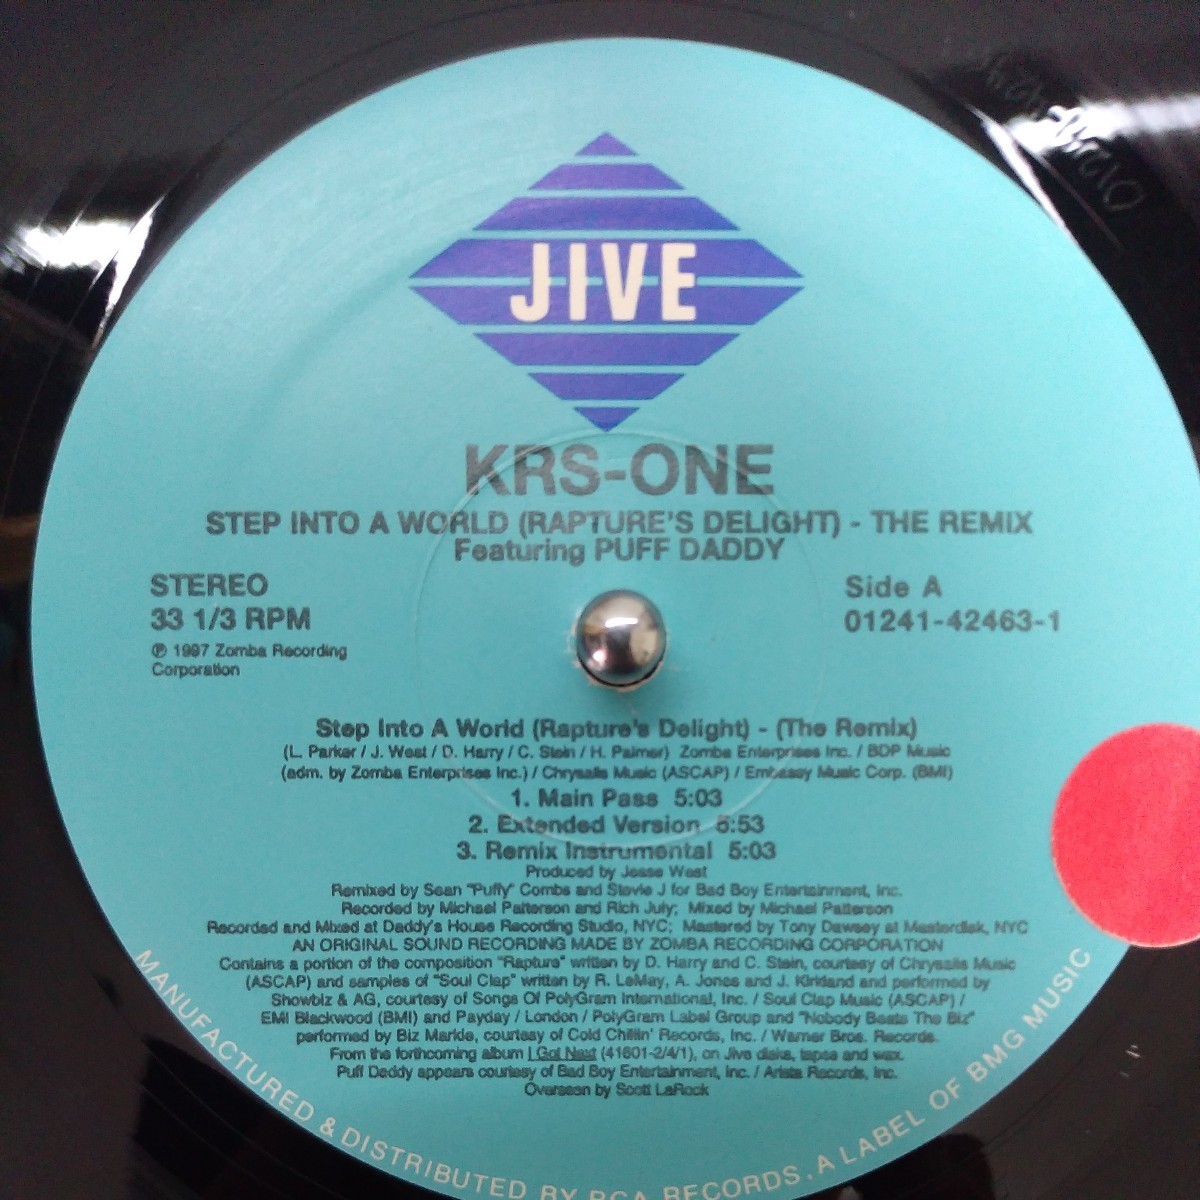 JIVE
KRS-ONE
STEP INTO A WORLD (RAPTURE'S DELIGHT) - THE REMIX
Featuring PUFF DADDY
STEREO
33 1/3 RPM
℗ 1997 Zomba Recording
Corporation
Side A
01241-42463-1
Step Into A World (Rapture's Delight) - (The Remix)
(L. Parker / J. West / D. Harry / C. Stein / H. Palmer) Zomba Enterprises Inc. / BDP Music
(adm. by Zomba Enterprises Inc.) / Chrysalis Music (ASCAP) / Embassy Music Corp. (BMI)
1. Main Pass 5:03
2. Extended Version 5:53
3. Remix Instrumental 5:03
Produced by Jesse West
Remixed by Sean "Puffy" Combs and Stevie J for Bad Boy Entertainment, Inc.
Recorded by Michael Patterson and Rich July; Mixed by Michael Patterson
Recorded and Mixed at Daddy's House Recording Studio, NYC; Mastered by Tony Dawsey at Masterdisk, NYC
AN ORIGINAL SOUND RECORDING MADE BY ZOMBA RECORDING CORPORATION
Contains a portion of the composition "Rapture" written by D. Harry and C. Stein, courtesy of Chrysalis Music
(ASCAP) and samples of "Soul Clap" written by R. LeMay, A. Jones and J. Kirkland and performed by
Showbiz & AG, courtesy of Songs Of PolyGram International, Inc. / Soul Clap Music (ASCAP) /
EMI Blackwood (BMI) and Payday / London / PolyGram Label Group and "Nobody Beats The Biz"
performed by Biz Markie, courtesy of Cold Chillin' Records, Inc. / Warner Bros. Records.
From the forthcoming album I Got Next (41601-2/4/1), on Jive disks, tapes and wax.
Puff Daddy appears courtesy of Bad Boy Entertainment, Inc. / Arista Records, Inc.
Overseen by Scott LaRock
MANUFACTURED & DISTRIBUTED BY RCA RECORDS, A LABEL OF BMG MUSIC